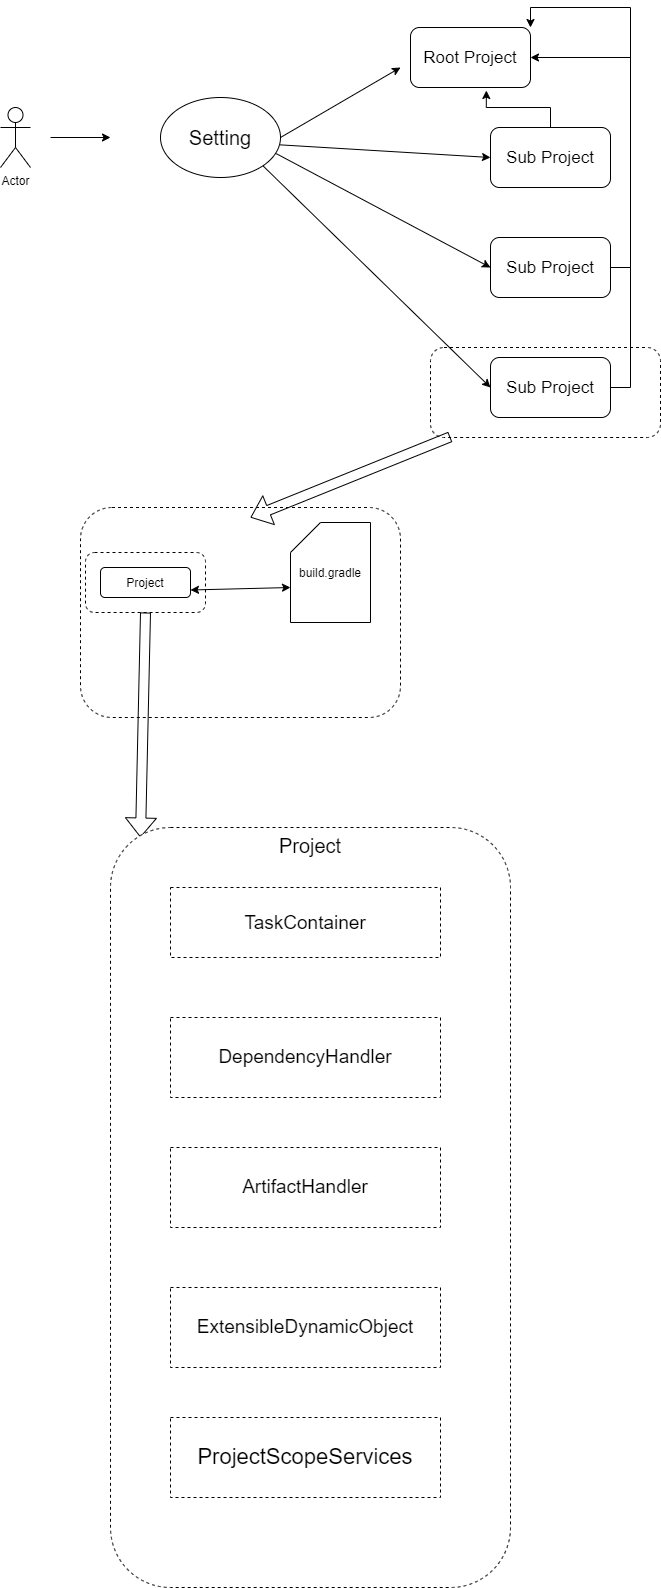 Root Project
Setting
Sub Project
Actor
Sub Project
Sub Project
Project
build.gradle
Project
TaskContainer
DependencyHandler
ArtifactHandler
ExtensibleDynamicObject
ProjectScopeServices